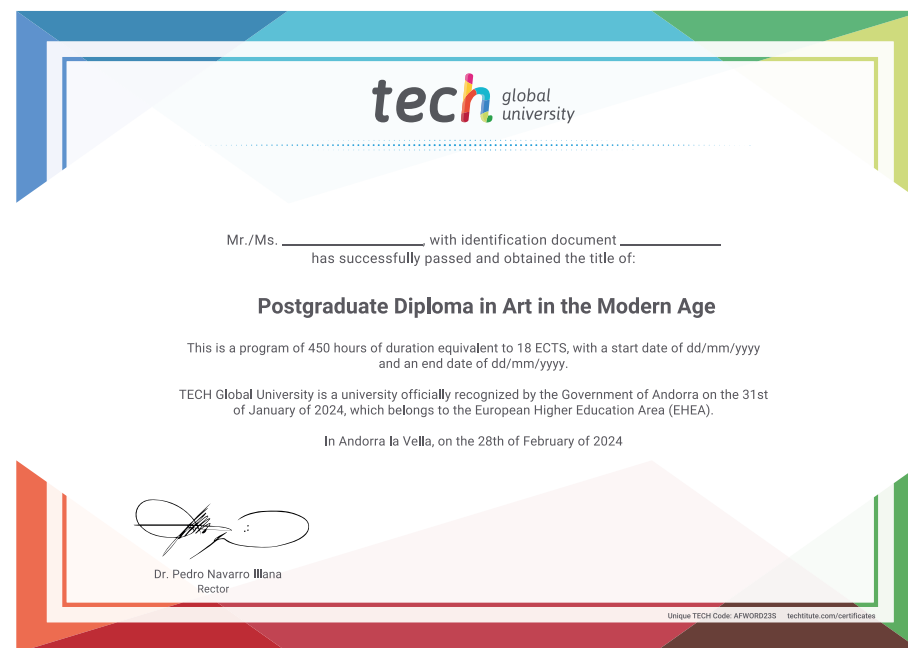 tech global
university
Mr./Ms. ____________, with identification document ____________
has successfully passed and obtained the title of:
Postgraduate Diploma in Art in the Modern Age
This is a program of 450 hours of duration equivalent to 18 ECTS, with a start date of dd/mm/yyyy
and an end date of dd/mm/yyyy.
TECH Global University is a university officially recognized by the Government of Andorra on the 31st
of January of 2024, which belongs to the European Higher Education Area (EHEA).
In Andorra la Vella, on the 28th of February of 2024
Dr. Pedro Navarro Illana
Rector
Unique TECH Code: AFWORD23S techtitute.com/certificates